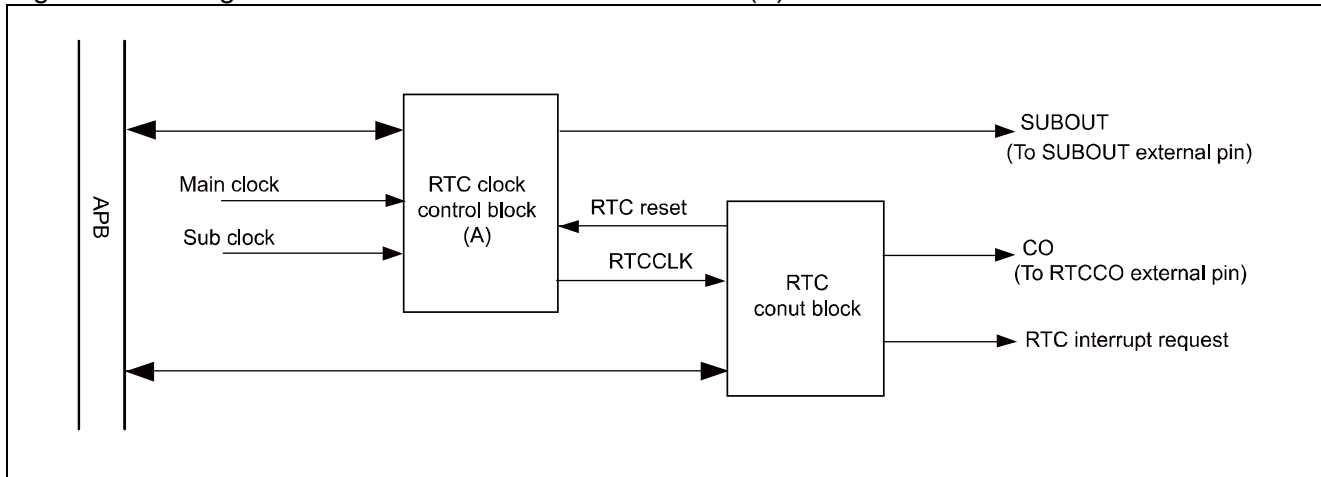 (A)
SUBOUT
(To SUBOUT external pin)
Main clock
RTC clock
control block
(A)
APB
RTC reset
Sub clock
CO
(To RTCCO external pin)
RTCCLK
RTC
conut block
RTC interrupt request